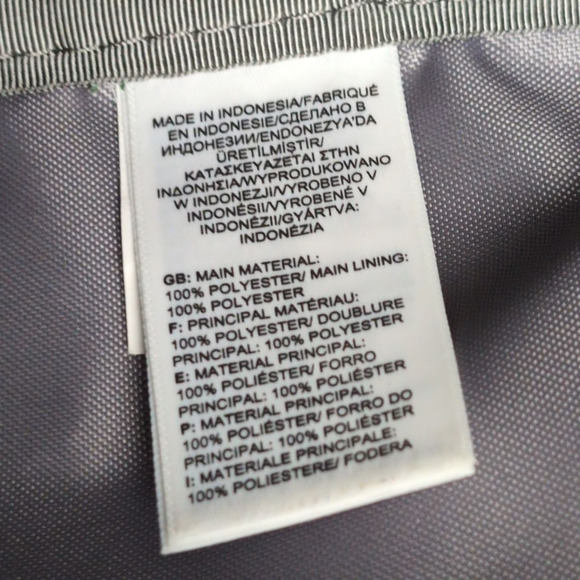 MADE IN INDONESIA/FABRIQUÉ
EN INDONESIE/СДЕЛАНО В
ИНДОНЕЗИИ/ENDONEZYA'DA
ÜRETILMIŞTIR/
ΚΑΤΑΣΚΕΥΑΖΕΤΑΙ ΣΤΗΝ
ΙΝΔΟΝΗΣΙΑ/WYPRODUKOWANO
W INDONEZJI/VYROBENO V
INDONÉSII/VYROBENÉ V
INDONÉZII/GYÁRTVA:
INDONÉZIA
GB: MAIN MATERIAL:
100% POLYESTER/ MAIN LINING:
100% POLYESTER
F: PRINCIPAL MATÉRIAU:
100% POLYESTER/ DOUBLURE
PRINCIPAL: 100% POLYESTER
E: MATERIAL PRINCIPAL:
100% POLIÉSTER/ FORRO
PRINCIPAL: 100% POLIÉSTER
P: MATERIAL PRINCIPAL:
100% POLIÉSTER/ FORRO DO
PRINCIPAL: 100% POLIÉSTER
I: MATERIALE PRINCIPALE:
100% POLIESTERE/ FODERA